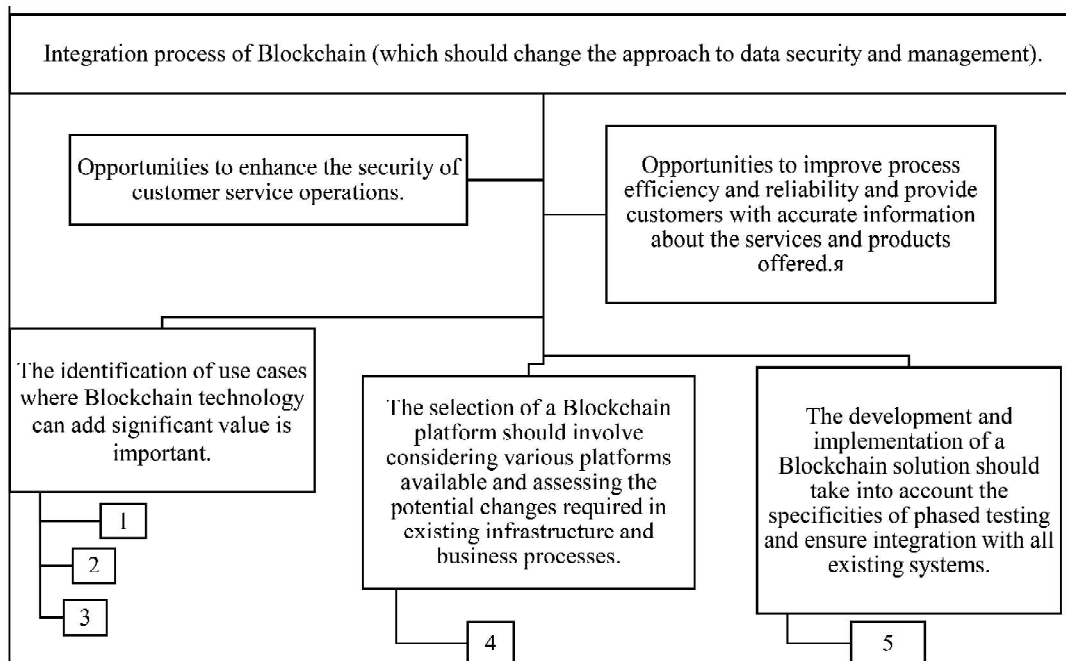 Integration process of Blockchain (which should change the approach to data security and management).
Opportunities to enhance the security of
customer service operations.
Opportunities to improve process
efficiency and reliability and provide
customers with accurate information
about the services and products
offered.я
The identification of use cases
where Blockchain technology
can add significant value is
important.
1
2
3
The selection of a Blockchain
platform should involve
considering various platforms
available and assessing the
potential changes required in
existing infrastructure and
business processes.
4
The development and
implementation of a
Blockchain solution should
take into account the
specificities of phased testing
and ensure integration with all
existing systems.
5